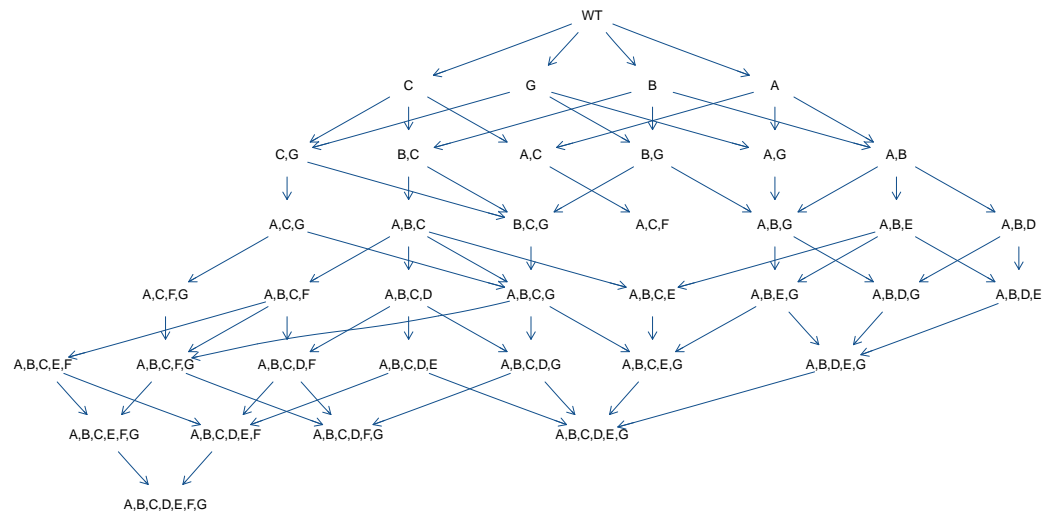 WT
C G B A
C,G B,C A,C B,G A,G A,B
A,C,G A,B,C B,C,G A,C,F A,B,G A,B,E A,B,D
A,C,F,G A,B,C,F A,B,C,D A,B,C,G A,B,C,E A,B,E,G A,B,D,G A,B,D,E
A,B,C,E,F A,B,C,F,G A,B,C,D,F A,B,C,D,E A,B,C,D,G A,B,C,E,G A,B,D,E,G
A,B,C,E,F,G A,B,C,D,E,F A,B,C,D,F,G A,B,C,D,E,G
A,B,C,D,E,F,G